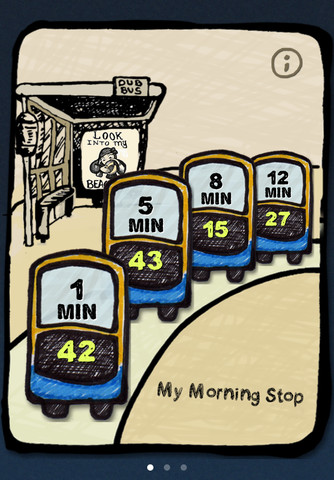 DUB
BUS
LOOK
INTO MY
BEA
i
12
MIN
27
8
MIN
15
5
MIN
43
1
MIN
42
My Morning Stop